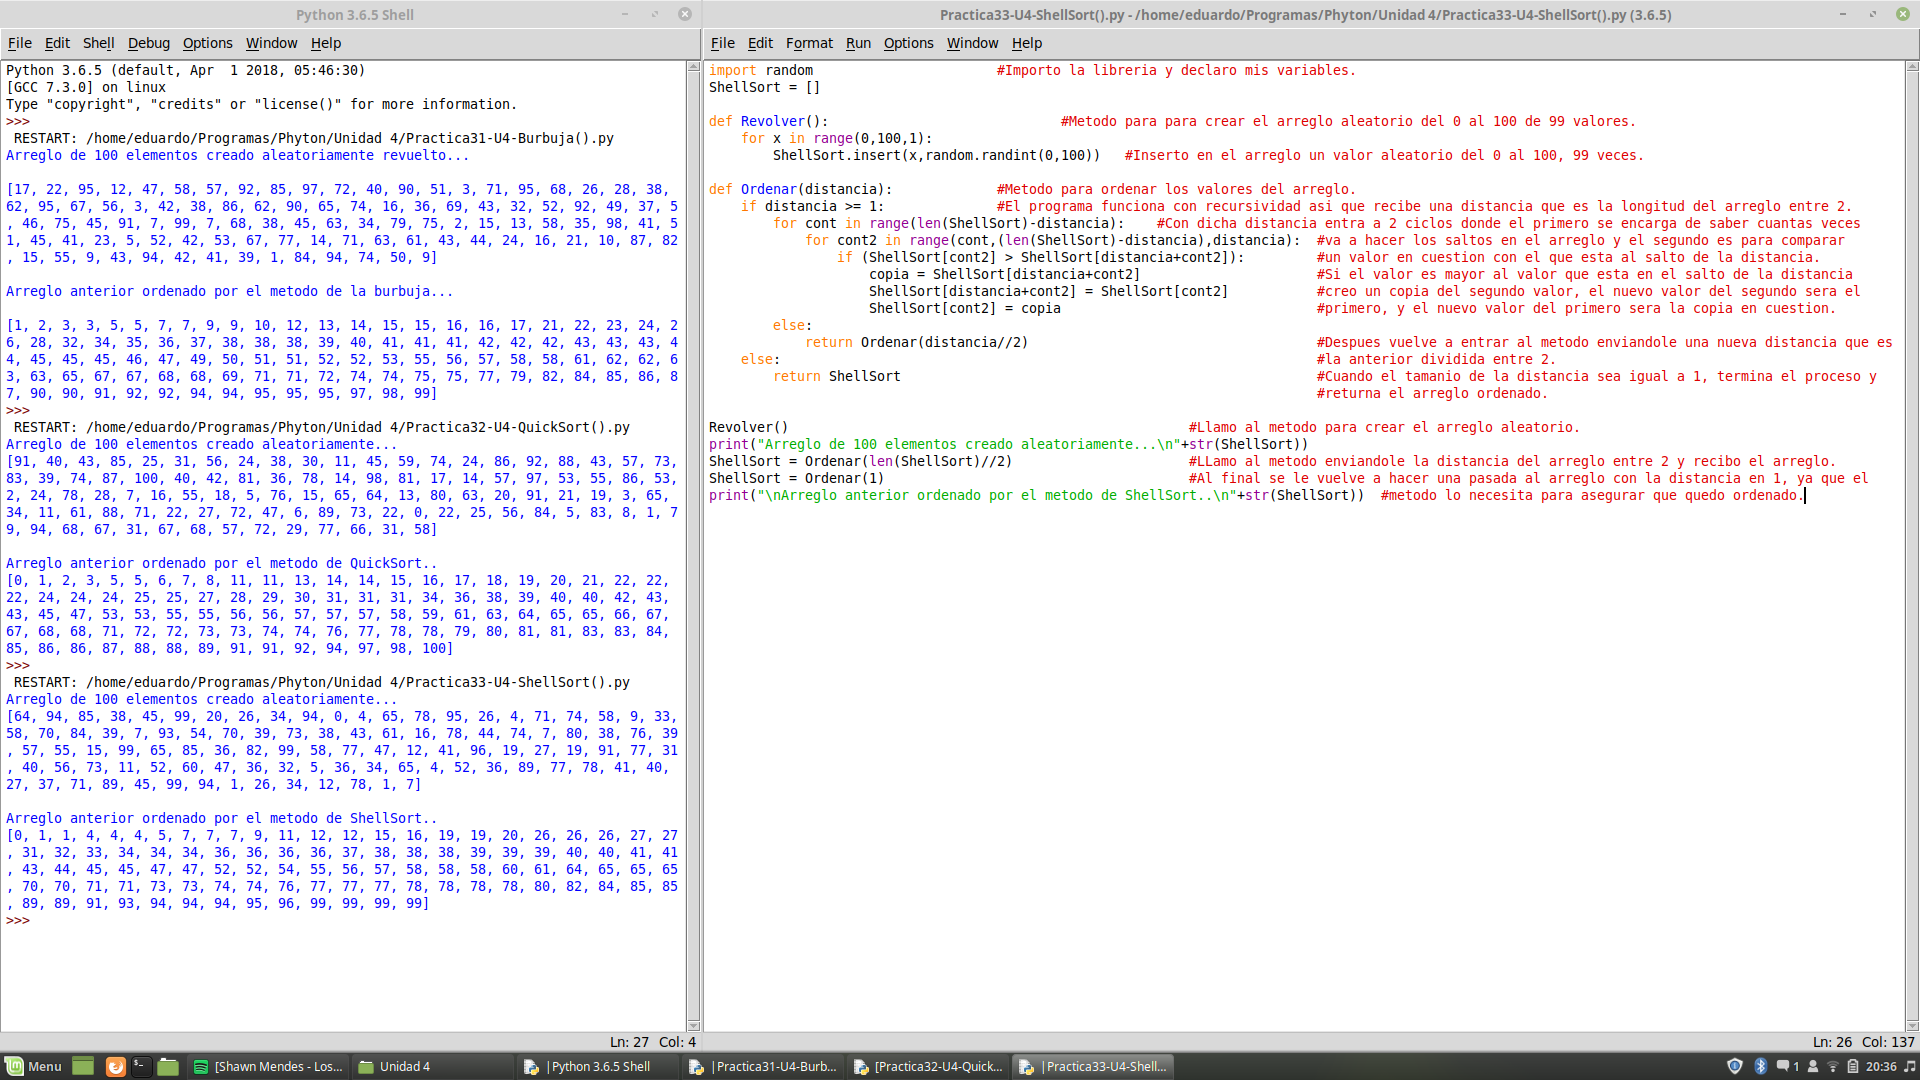 Python 3.6.5 Shell
File Edit Shell Debug Options Window Help
Python 3.6.5 (default, Apr  1 2018, 05:46:30)
[GCC 7.3.0] on linux
Type "copyright", "credits" or "license()" for more information.
>>>
 RESTART: /home/eduardo/Programas/Phyton/Unidad 4/Practica31-U4-Burbuja().py
Arreglo de 100 elementos creado aleatoriamente revuelto...
[17, 22, 95, 12, 47, 58, 57, 92, 85, 97, 72, 40, 90, 51, 3, 71, 95, 68, 26, 28, 38,
62, 95, 67, 56, 3, 42, 38, 86, 62, 90, 65, 74, 16, 36, 69, 43, 32, 52, 92, 49, 37, 5
, 46, 75, 45, 91, 7, 99, 7, 68, 38, 45, 63, 34, 79, 75, 2, 15, 13, 58, 35, 98, 41, 5
1, 45, 41, 23, 5, 52, 42, 53, 67, 77, 14, 71, 63, 61, 43, 44, 24, 16, 21, 10, 87, 82
, 15, 55, 9, 43, 94, 42, 41, 39, 1, 84, 94, 74, 50, 9]
Arreglo anterior ordenado por el metodo de la burbuja...
[1, 2, 3, 3, 5, 5, 7, 7, 9, 9, 10, 12, 13, 14, 15, 15, 16, 16, 17, 21, 22, 23, 24, 2
6, 28, 32, 34, 35, 36, 37, 38, 38, 38, 39, 40, 41, 41, 41, 42, 42, 42, 43, 43, 43, 4
4, 45, 45, 45, 46, 47, 49, 50, 51, 51, 52, 52, 53, 55, 56, 57, 58, 58, 61, 62, 62, 6
3, 63, 65, 67, 67, 68, 68, 69, 71, 71, 72, 74, 74, 75, 75, 77, 79, 82, 84, 85, 86, 8
7, 90, 90, 91, 92, 92, 94, 94, 95, 95, 95, 97, 98, 99]
>>>
 RESTART: /home/eduardo/Programas/Phyton/Unidad 4/Practica32-U4-QuickSort().py
Arreglo de 100 elementos creado aleatoriamente...
[91, 40, 43, 85, 25, 31, 56, 24, 38, 30, 11, 45, 59, 74, 24, 86, 92, 88, 43, 57, 73,
83, 39, 74, 87, 100, 40, 42, 81, 36, 78, 14, 98, 81, 17, 14, 57, 97, 53, 55, 86, 53,
2, 24, 78, 28, 7, 16, 55, 18, 5, 76, 15, 65, 64, 13, 80, 63, 20, 91, 21, 19, 3, 65,
34, 11, 61, 88, 71, 22, 27, 72, 47, 6, 89, 73, 22, 0, 22, 25, 56, 84, 5, 83, 8, 1, 7
9, 94, 68, 67, 31, 67, 68, 57, 72, 29, 77, 66, 31, 58]
Arreglo anterior ordenado por el metodo de QuickSort..
[0, 1, 2, 3, 5, 5, 6, 7, 8, 11, 11, 13, 14, 14, 15, 16, 17, 18, 19, 20, 21, 22, 22,
22, 24, 24, 24, 25, 25, 27, 28, 29, 30, 31, 31, 31, 34, 36, 38, 39, 40, 40, 42, 43,
43, 45, 47, 53, 53, 55, 55, 56, 56, 57, 57, 57, 58, 59, 61, 63, 64, 65, 65, 66, 67,
67, 68, 68, 71, 72, 72, 73, 73, 74, 74, 76, 77, 78, 78, 79, 80, 81, 81, 83, 83, 84,
85, 86, 86, 87, 88, 88, 89, 91, 91, 92, 94, 97, 98, 100]
>>>
 RESTART: /home/eduardo/Programas/Phyton/Unidad 4/Practica33-U4-ShellSort().py
Arreglo de 100 elementos creado aleatoriamente...
[64, 94, 85, 38, 45, 99, 20, 26, 34, 94, 0, 4, 65, 78, 95, 26, 4, 71, 74, 58, 9, 33,
58, 70, 84, 39, 7, 93, 54, 70, 39, 73, 38, 43, 61, 16, 78, 44, 74, 7, 80, 38, 76, 39
, 57, 55, 15, 99, 65, 85, 36, 82, 99, 58, 77, 47, 12, 41, 96, 19, 27, 19, 91, 77, 31
, 40, 56, 73, 11, 52, 60, 47, 36, 32, 5, 36, 34, 65, 4, 52, 36, 89, 77, 78, 41, 40,
27, 37, 71, 89, 45, 99, 94, 1, 26, 34, 12, 78, 1, 7]
Arreglo anterior ordenado por el metodo de ShellSort..
[0, 1, 1, 4, 4, 4, 5, 7, 7, 7, 9, 11, 12, 12, 15, 16, 19, 19, 20, 26, 26, 26, 27, 27
, 31, 32, 33, 34, 34, 34, 36, 36, 36, 36, 37, 38, 38, 38, 39, 39, 39, 40, 40, 41, 41
, 43, 44, 45, 45, 47, 47, 52, 52, 54, 55, 56, 57, 58, 58, 58, 60, 61, 64, 65, 65, 65
, 70, 70, 71, 71, 73, 73, 74, 74, 76, 77, 77, 77, 78, 78, 78, 78, 80, 82, 84, 85, 85
, 89, 89, 91, 93, 94, 94, 94, 95, 96, 99, 99, 99, 99]
>>>
Ln: 27 Col: 4
Practica33-U4-ShellSort().py - /home/eduardo/Programas/Phyton/Unidad 4/Practica33-U4-ShellSort().py (3.6.5)
File Edit Format Run Options Window Help
import random #Importo la libreria y declaro mis variables.
ShellSort = []
def Revolver(): #Metodo para para crear el arreglo aleatorio del 0 al 100 de 99 valores.
    for x in range(0,100,1):
        ShellSort.insert(x,random.randint(0,100)) #Inserto en el arreglo un valor aleatorio del 0 al 100, 99 veces.
def Ordenar(distancia): #Metodo para ordenar los valores del arreglo.
    if distancia >= 1: #El programa funciona con recursividad asi que recibe una distancia que es la longitud del arreglo entre 2.
        for cont in range(len(ShellSort)-distancia): #Con dicha distancia entra a 2 ciclos donde el primero se encarga de saber cuantas veces
            for cont2 in range(cont,(len(ShellSort)-distancia),distancia): #va a hacer los saltos en el arreglo y el segundo es para comparar
                if (ShellSort[cont2] > ShellSort[distancia+cont2]): #un valor en cuestion con el que esta al salto de la distancia.
                    copia = ShellSort[distancia+cont2] #Si el valor es mayor al valor que esta en el salto de la distancia
                    ShellSort[distancia+cont2] = ShellSort[cont2] #creo un copia del segundo valor, el nuevo valor del segundo sera el
                    ShellSort[cont2] = copia #primero, y el nuevo valor del primero sera la copia en cuestion.
        else:
            return Ordenar(distancia//2) #Despues vuelve a entrar al metodo enviandole una nueva distancia que es
    else: #la anterior dividida entre 2.
        return ShellSort #Cuando el tamanio de la distancia sea igual a 1, termina el proceso y
#returna el arreglo ordenado.
Revolver() #Llamo al metodo para crear el arreglo aleatorio.
print("Arreglo de 100 elementos creado aleatoriamente...\n"+str(ShellSort))
ShellSort = Ordenar(len(ShellSort)//2) #LLamo al metodo enviandole la distancia del arreglo entre 2 y recibo el arreglo.
ShellSort = Ordenar(1) #Al final se le vuelve a hacer una pasada al arreglo con la distancia en 1, ya que el
print("\nArreglo anterior ordenado por el metodo de ShellSort..\n"+str(ShellSort)) #metodo lo necesita para asegurar que quedo ordenado.
Ln: 26 Col: 137
Menu [Shawn Mendes - Los... Unidad 4 |Python 3.6.5 Shell |Practica31-U4-Burb... [Practica32-U4-Quick... |Practica33-U4-Shell... 1 20:36